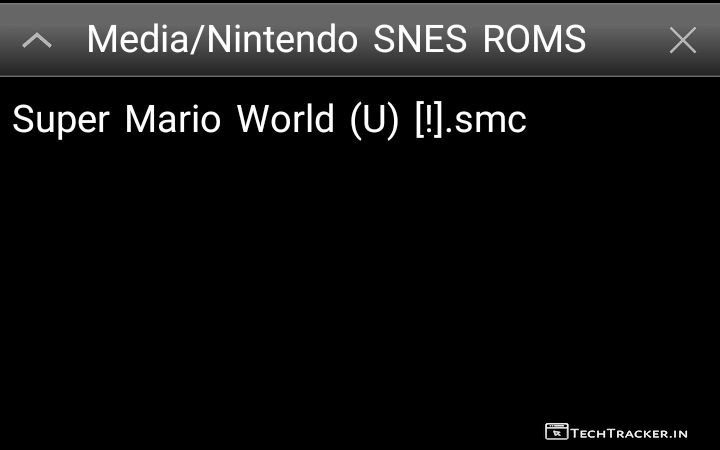 Media/Nintendo SNES ROMS
Super Mario World (U) [!].smc
TECHTRACKER.IN